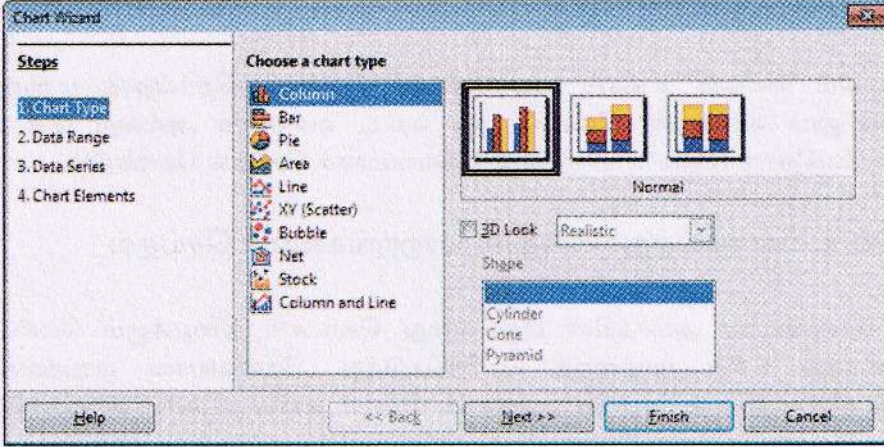 Chart Wizard
Steps
1. Chart Type
2. Data Range
3. Data Series
4. Chart Elements
Choose a chart type
Column
Bar
Pie
Area
Line
XY (Scatter)
Bubble
Net
Stock
Column and Line
Normal
3D Look
Realistic
Shape
Cylinder
Cone
Pyramid
Help
<< Back
Next >>
Finish
Cancel